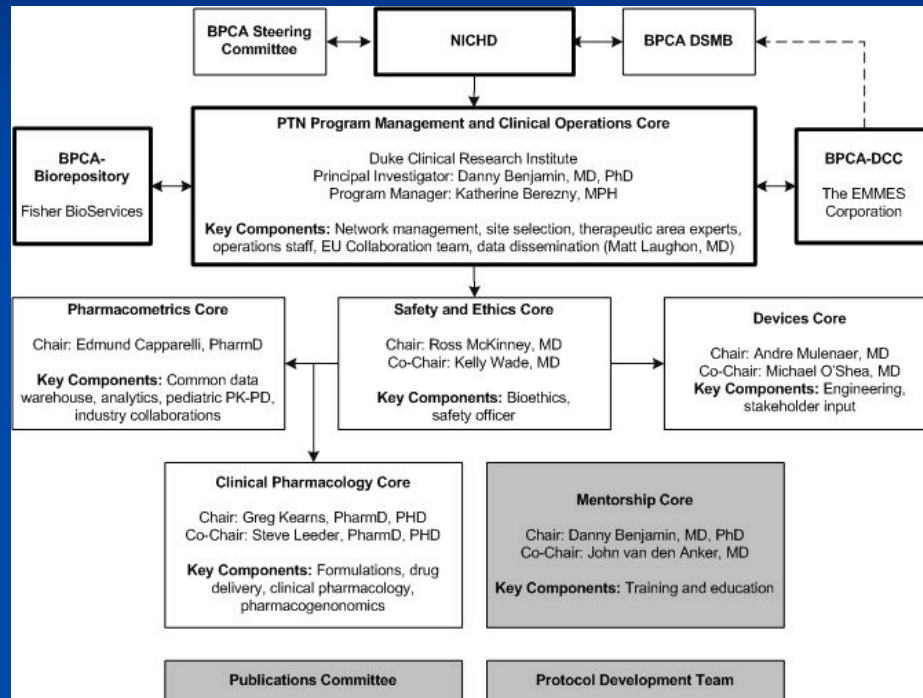 BPCA Steering
Committee
NICHD
BPCA DSMB
PTN Program Management and Clinical Operations Core
Duke Clinical Research Institute
Principal Investigator: Danny Benjamin, MD, PhD
Program Manager: Katherine Berezny, MPH
Key Components: Network management, site selection, therapeutic area experts,
operations staff, EU Collaboration team, data dissemination (Matt Laughon, MD)
BPCA-
Biorepository
Fisher BioServices
BPCA-DCC
The EMMES
Corporation
Pharmacometrics Core
Chair: Edmund Capparelli, PharmD
Key Components: Common data
warehouse, analytics, pediatric PK-PD,
industry collaborations
Safety and Ethics Core
Chair: Ross McKinney, MD
Co-Chair: Kelly Wade, MD
Key Components: Bioethics,
safety officer
Devices Core
Chair: Andre Mulenaer, MD
Co-Chair: Michael O'Shea, MD
Key Components: Engineering,
stakeholder input
Clinical Pharmacology Core
Chair: Greg Kearns, PharmD, PHD
Co-Chair: Steve Leeder, PharmD, PHD
Key Components: Formulations, drug
delivery, clinical pharmacology,
pharmacogenonomics
Mentorship Core
Chair: Danny Benjamin, MD, PhD
Co-Chair: John van den Anker, MD
Key Components: Training and education
Publications Committee
Protocol Development Team